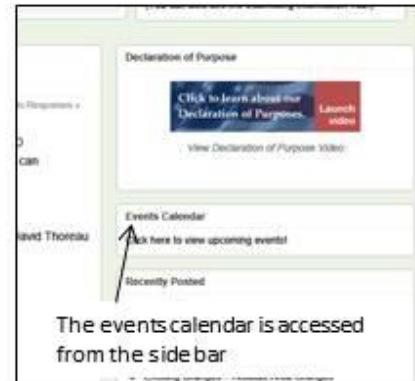 Declaration of Purpose
Click to learn about our
Declaration of Purposes.
Launch
video
View Declaration of Purpose Video
can
David Thoreau
Events Calendar
Click here to view upcoming events!
Recently Posted
The events calendar is accessed
from the side bar